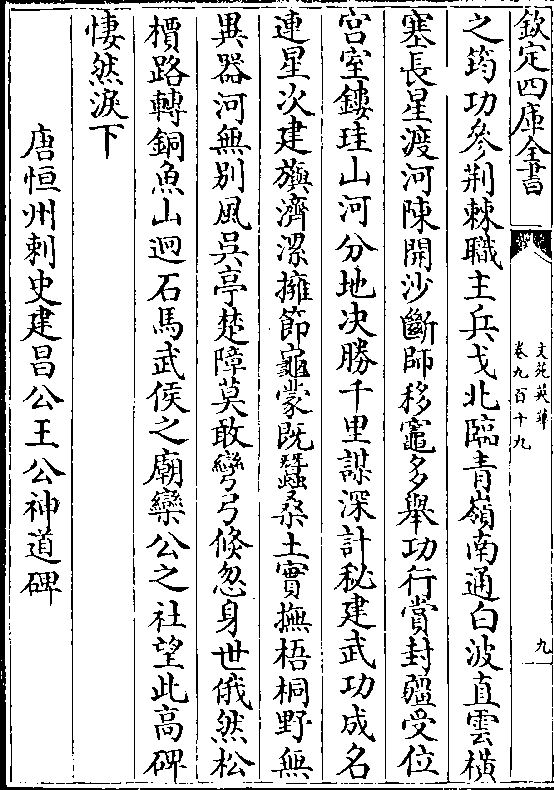 欽定四庫全書
文苑英華
卷九百十九
九
之筠功參荆棘職主兵戈北臨青嶺南通白波直雲橫
塞長星渡河陳開沙斷師移竈多舉功行賞封疆受位
宫室鏤珪山河分地决勝千里謀深計秘建武功成名
連星次建旟濟漯擁節龜蒙既蠶桑土實撫梧桐野無
異器河無别風吳亭楚障莫敢彎弓倐忽身世俄然松
檟路轉銅魚山迴石馬武侯之廟欒公之社望此高碑
悽然淚下
唐恒州刺史建昌公王公神道碑